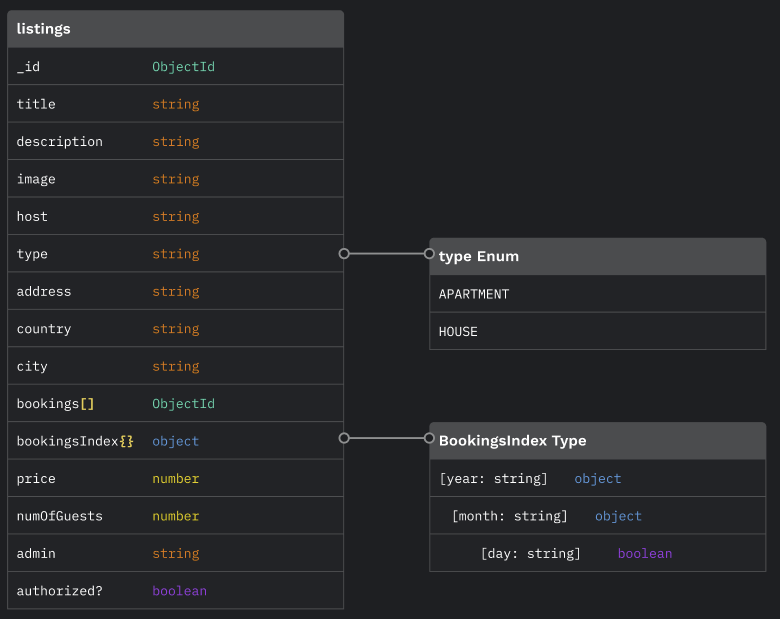 listings
_id ObjectId
title string
description string
image string
host string
type string
address string
country string
city string
bookings[] ObjectId
bookingsIndex{} object
price number
numOfGuests number
admin string
authorized? boolean
type Enum
APARTMENT
HOUSE
BookingsIndex Type
[year: string] object
[month: string] object
[day: string] boolean